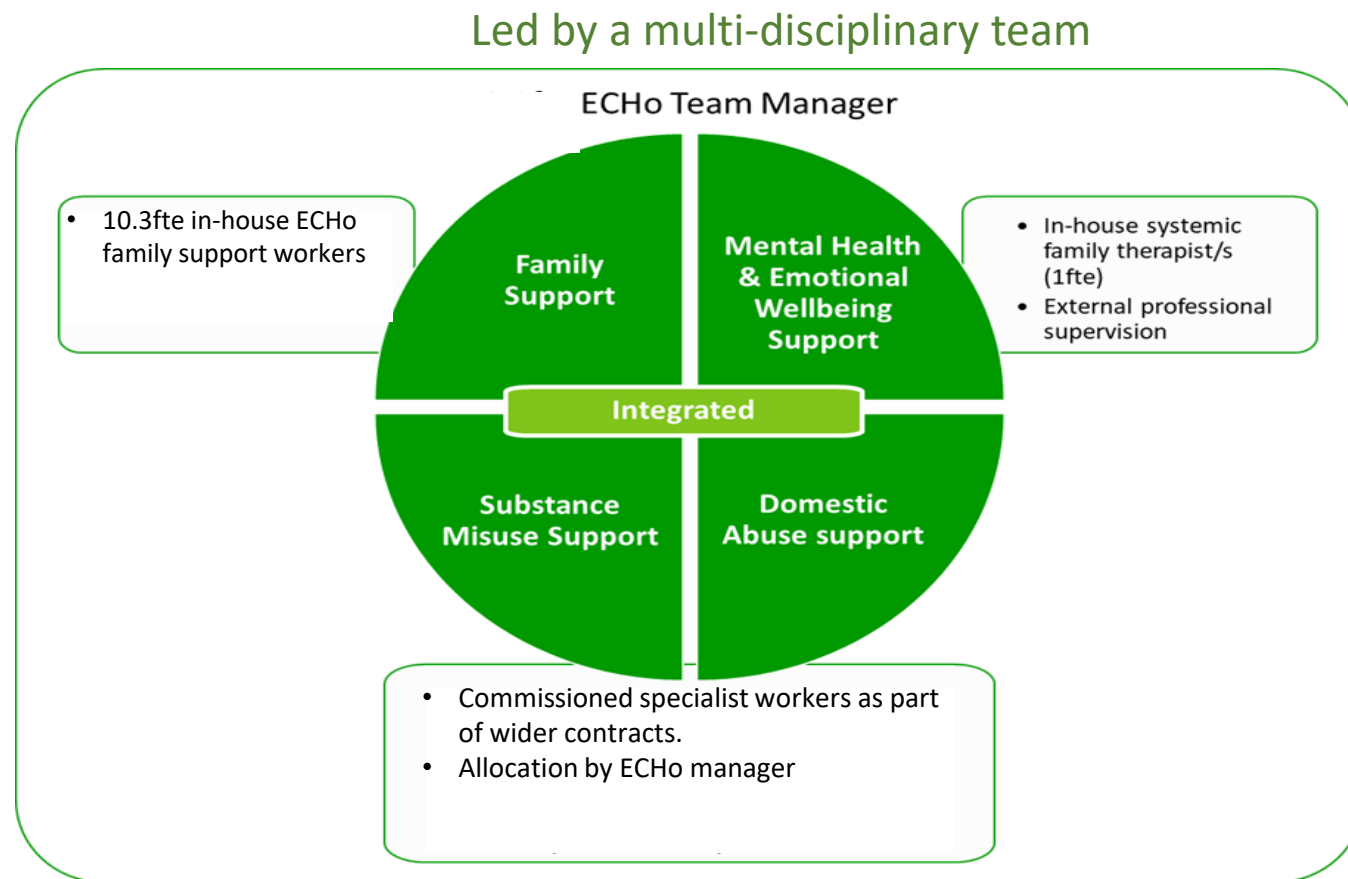 Led by a multi-disciplinary team
ECHo Team Manager
• 10.3fte in-house ECHo
family support workers
Family
Support
Mental Health
& Emotional
Wellbeing
Support
• In-house systemic
family therapist/s
(1fte)
• External professional
supervision
Integrated
Substance
Misuse Support
Domestic
Abuse support
• Commissioned specialist workers as part
of wider contracts.
• Allocation by ECHo manager